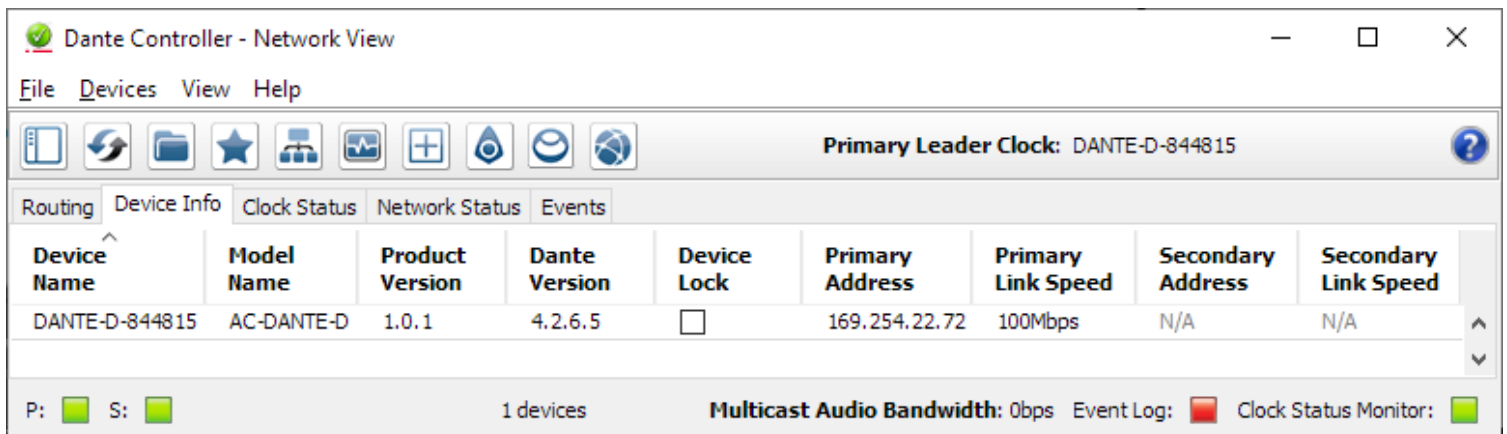 Dante Controller - Network View
File Devices View Help
Primary Leader Clock: DANTE-D-844815
Routing Device Info Clock Status Network Status Events
Device Name Model Name Product Version Dante Version Device Lock Primary Address Primary Link Speed Secondary Address Secondary Link Speed
DANTE-D-844815 AC-DANTE-D 1.0.1 4.2.6.5 169.254.22.72 100Mbps N/A N/A
P: S: 1 devices Multicast Audio Bandwidth: 0bps Event Log: Clock Status Monitor: